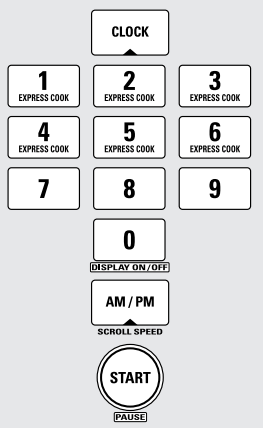 CLOCK
1 2 3
EXPRESS COOK EXPRESS COOK EXPRESS COOK
4 5 6
EXPRESS COOK EXPRESS COOK EXPRESS COOK
7 8 9
0
DISPLAY ON/OFF
AM / PM
SCROLL SPEED
START
PAUSE